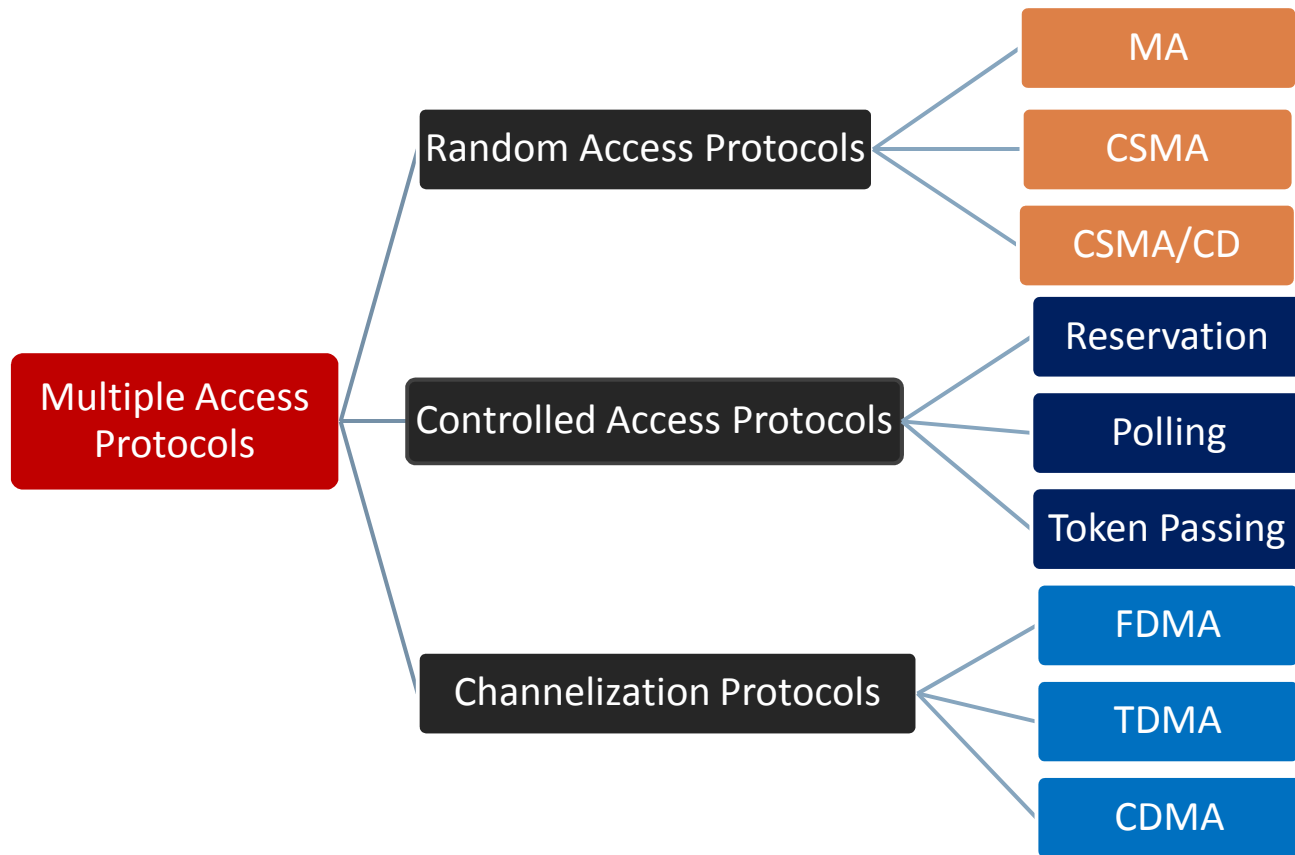 MA
Random Access Protocols
CSMA
CSMA/CD
Reservation
Multiple Access
Protocols
Controlled Access Protocols
Polling
Token Passing
FDMA
Channelization Protocols
TDMA
CDMA